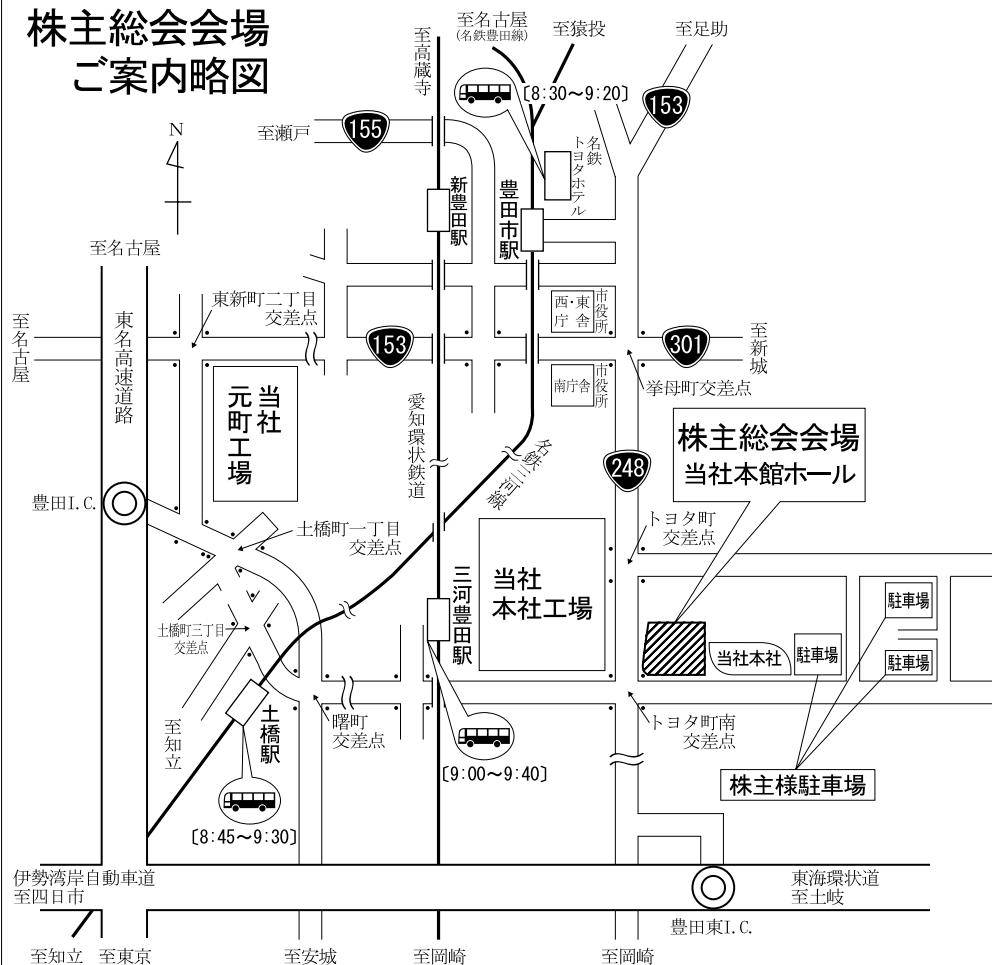 株主総会会場
ご案内略図
至高蔵寺
至名古屋
(名鉄豊田線)
至猿投
至足助
〔8:30～9:20〕
153
155
至瀬戸
N
名鉄
トヨタホテル
新豊田駅
豊田市駅
至名古屋
東新町二丁目
交差点
西・東
庁舎
市役所
至名古屋
東名高速道路
153
301
至新城
南庁舎
市役所
挙母町交差点
当社
元町工場
愛知環状鉄道
名鉄三河線
株主総会会場
当社本館ホール
248
豊田I.C.
土橋町一丁目
交差点
トヨタ町
交差点
三河豊田駅
当社
本社工場
駐車場
土橋町三丁目
交差点
当社本社
駐車場
駐車場
至知立
土橋駅
曙町
交差点
トヨタ町南
交差点
〔9:00～9:40〕
株主様駐車場
〔8:45～9:30〕
伊勢湾岸自動車道
至四日市
東海環状道
至土岐
豊田東I.C.
至知立
至東京
至安城
至岡崎
至岡崎